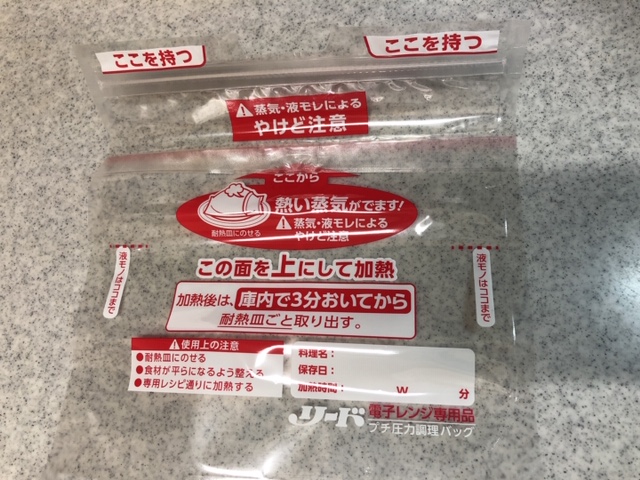 ここを持つ
ここを持つ
蒸気・液モレによる
やけど注意
ここから
熱い蒸気がでます!
蒸気・液モレによる
やけど注意
耐熱皿にのせる
液モノはココまで
液モノはココまで
この面を上にして加熱
加熱後は、庫内で3分おいてから
耐熱皿ごと取り出す。
使用上の注意
●耐熱皿にのせる
●食材が平らになるよう整える
●専用レシピ通りに加熱する
料理名:
保存日:
加熱時間: W 分
リード 電子レンジ専用品
プチ圧力調理バッグ